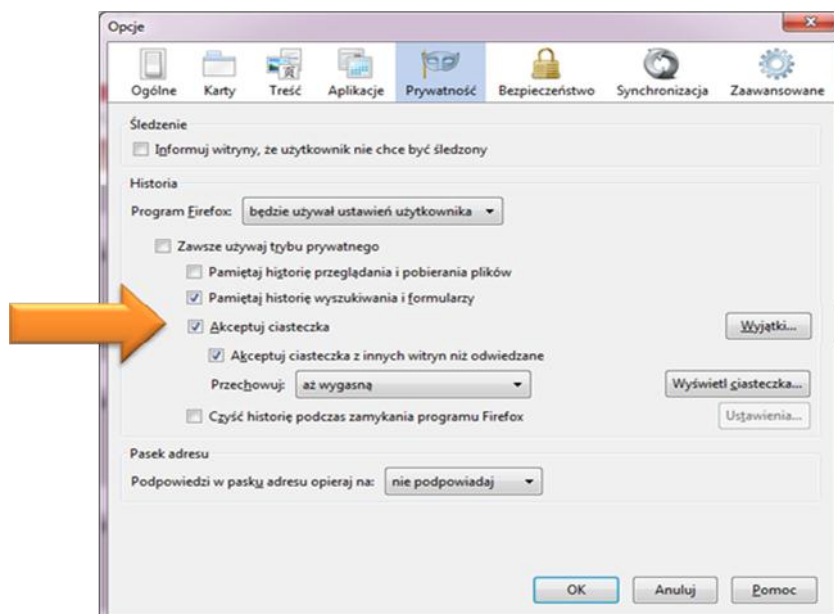 Opcje
Ogólne Karty Treść Aplikacje Prywatność Bezpieczeństwo Synchronizacja Zaawansowane
Śledzenie
Informuj witryny, że użytkownik nie chce być śledzony
Historia
Program Firefox: będzie używał ustawień użytkownika
Zawsze używaj trybu prywatnego
Pamiętaj historię przeglądania i pobierania plików
Pamiętaj historię wyszukiwania i formularzy
Akceptuj ciasteczka Wyjątki...
Akceptuj ciasteczka z innych witryn niż odwiedzane
Przechowuj: aż wygasną Wyświetl ciasteczka...
Czyść historię podczas zamykania programu Firefox Ustawienia...
Pasek adresu
Podpowiedzi w pasku adresu opieraj na: nie podpowiadaj
OK Anuluj Pomoc